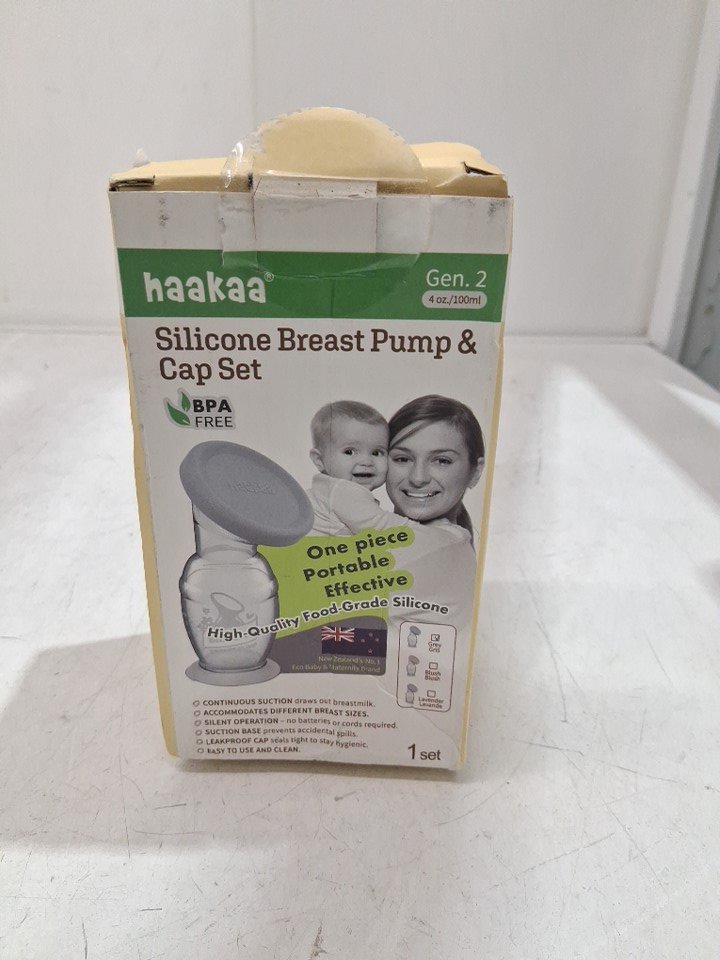 haakaa®
Gen. 2
4 oz./100ml
Silicone Breast Pump &
Cap Set
BPA
FREE
One piece
Portable
Effective
High-Quality Food-Grade Silicone
New Zealand's No.1
Eco Baby & Maternity Brand
Grey
Gris
Blush
Blush
Lavender
Lavande
CONTINUOUS SUCTION draws out breastmilk.
ACCOMMODATES DIFFERENT BREAST SIZES.
SILENT OPERATION – no batteries or cords required.
SUCTION BASE prevents accidental spills.
LEAKPROOF CAP seals tight to stay hygienic.
EASY TO USE AND CLEAN.
1 set